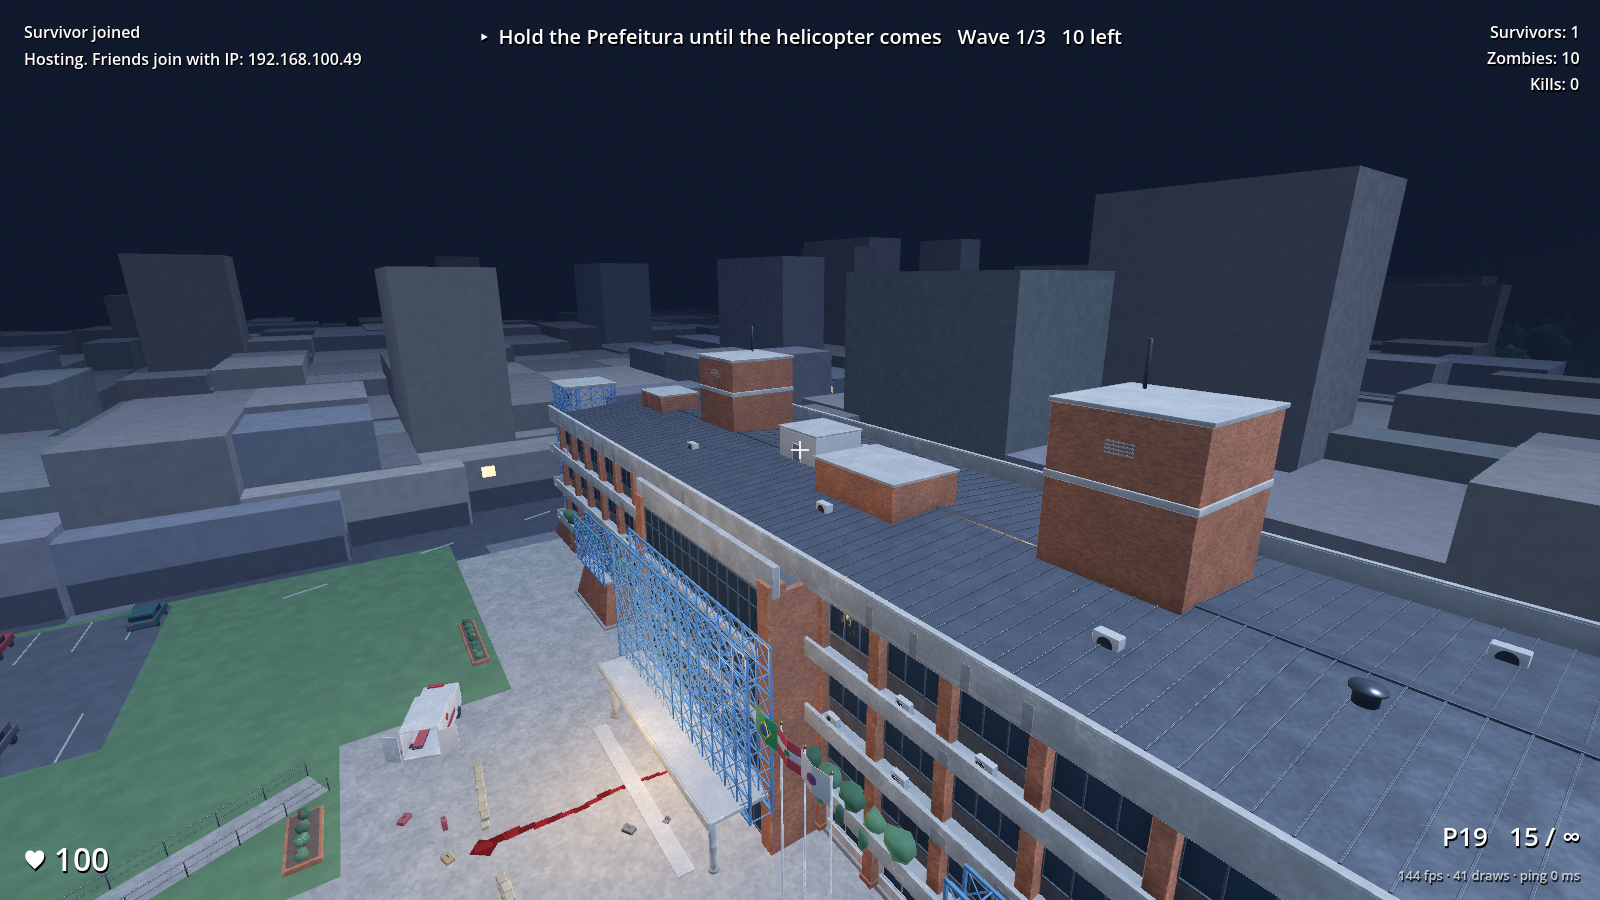 Survivor joined
Hosting. Friends join with IP: 192.168.100.49
‣ Hold the Prefeitura until the helicopter comes Wave 1/3 10 left
Survivors: 1
Zombies: 10
Kills: 0
100
P19 15 / ∞
144 fps · 41 draws · ping 0 ms